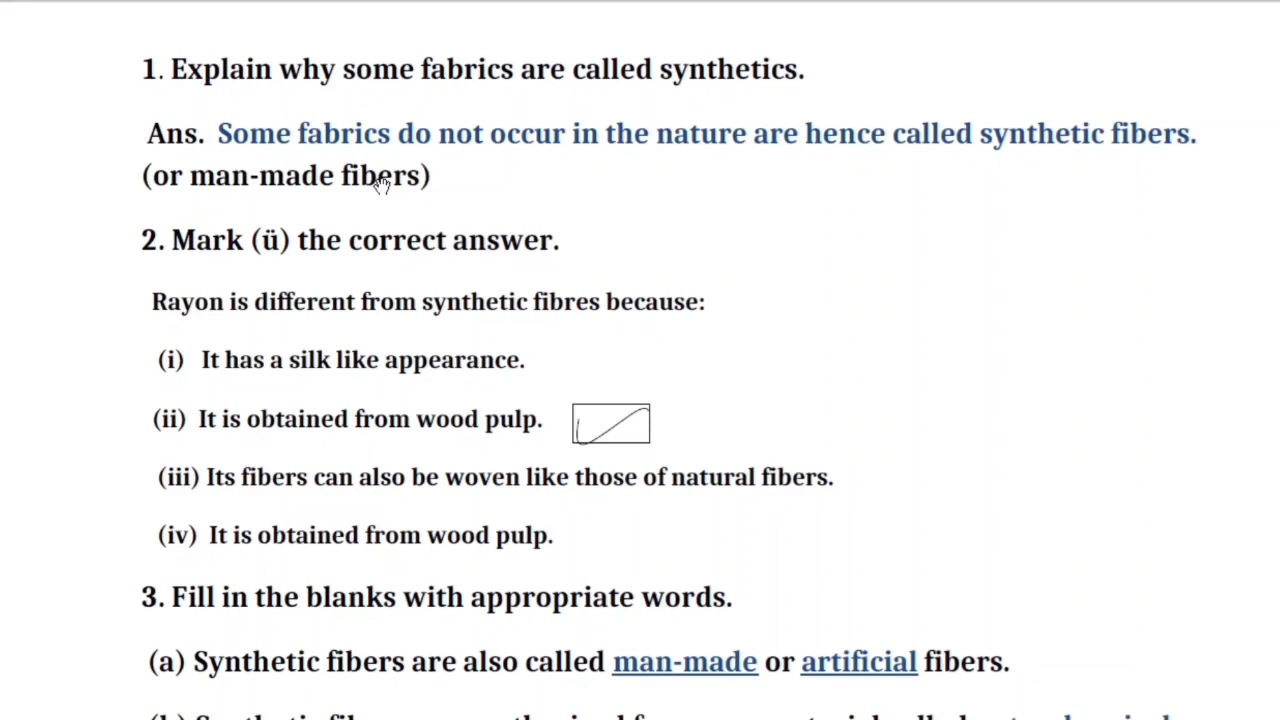 1. Explain why some fabrics are called synthetics.
Ans. Some fabrics do not occur in the nature are hence called synthetic fibers.
(or man-made fibers)
2. Mark (ü) the correct answer.
Rayon is different from synthetic fibres because:
(i) It has a silk like appearance.
(ii) It is obtained from wood pulp.
(iii) Its fibers can also be woven like those of natural fibers.
(iv) It is obtained from wood pulp.
3. Fill in the blanks with appropriate words.
(a) Synthetic fibers are also called man-made or artificial fibers.